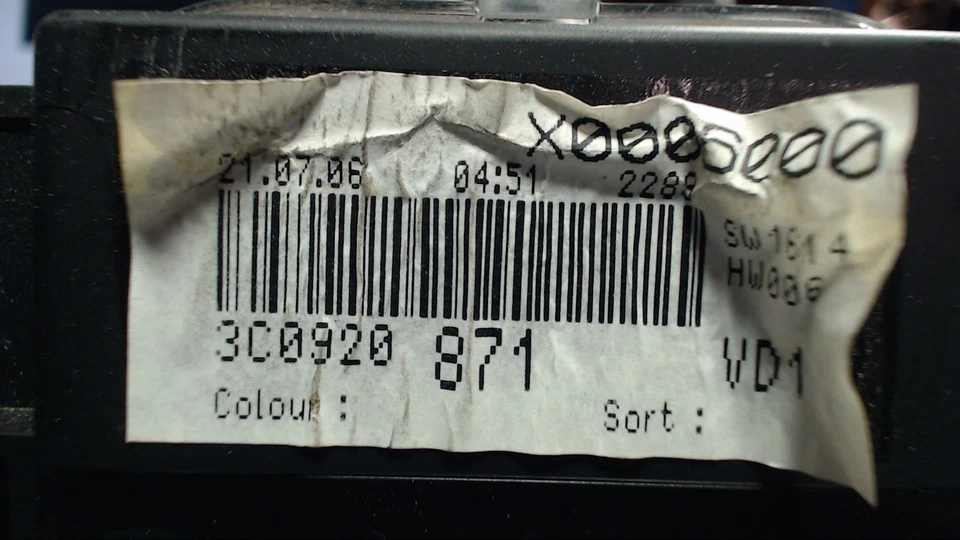 X0006000
21.07.06 04:51 2289
SW1614
HW006
3C0920 871 VD1
Colour : Sort :